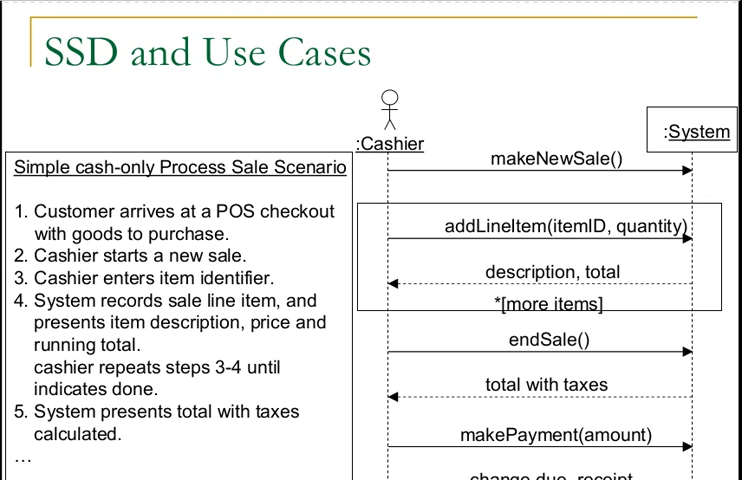 SSD and Use Cases
Simple cash-only Process Sale Scenario
1. Customer arrives at a POS checkout
with goods to purchase.
2. Cashier starts a new sale.
3. Cashier enters item identifier.
4. System records sale line item, and
presents item description, price and
running total.
cashier repeats steps 3-4 until
indicates done.
5. System presents total with taxes
calculated.
…
:Cashier
:System
makeNewSale()
addLineItem(itemID, quantity)
description, total
*[more items]
endSale()
total with taxes
makePayment(amount)
change due, receipt